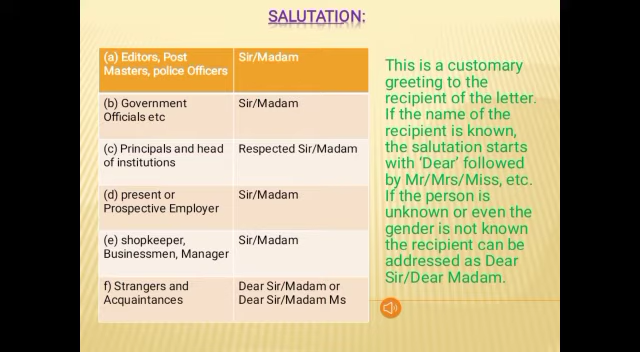 SALUTATION:
(a) Editors, Post Sir/Madam
Masters, police Officers
(b) Government Sir/Madam
Officials etc
(c) Principals and head Respected Sir/Madam
of institutions
(d) present or Sir/Madam
Prospective Employer
(e) shopkeeper, Sir/Madam
Businessmen, Manager
f) Strangers and Dear Sir/Madam or
Acquaintances Dear Sir/Madam Ms
This is a customary
greeting to the
recipient of the letter.
If the name of the
recipient is known,
the salutation starts
with ‘Dear’ followed
by Mr/Mrs/Miss, etc.
If the person is
unknown or even the
gender is not known
the recipient can be
addressed as Dear
Sir/Dear Madam.